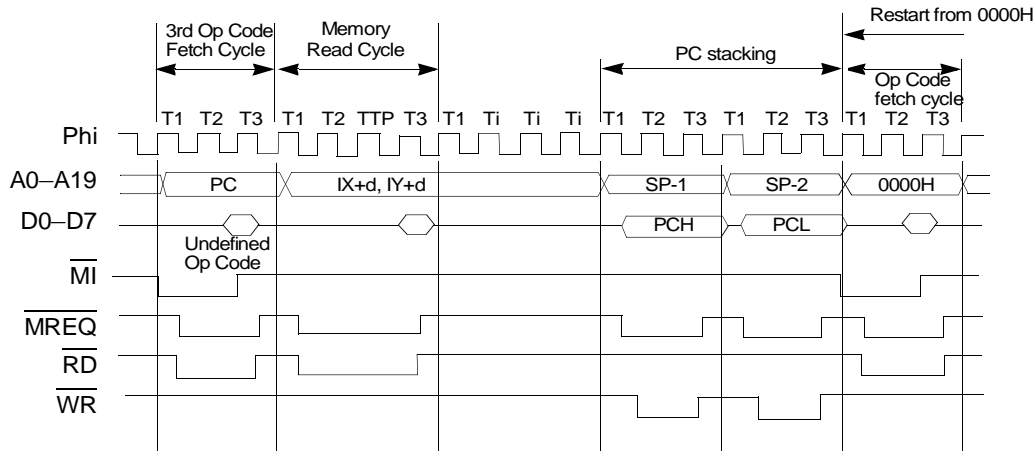 Restart from 0000H
3rd Op Code
Fetch Cycle
Memory
Read Cycle
PC stacking
Op Code
fetch cycle
T1 T2 T3 T1 T2 TTP T3 T1 Ti Ti Ti T1 T2 T3 T1 T2 T3 T1 T2 T3
Phi
A0–A19 PC IX+d, IY+d SP-1 SP-2 0000H
D0–D7 PCH PCL
Undefined
Op Code
MI
MREQ
RD
WR